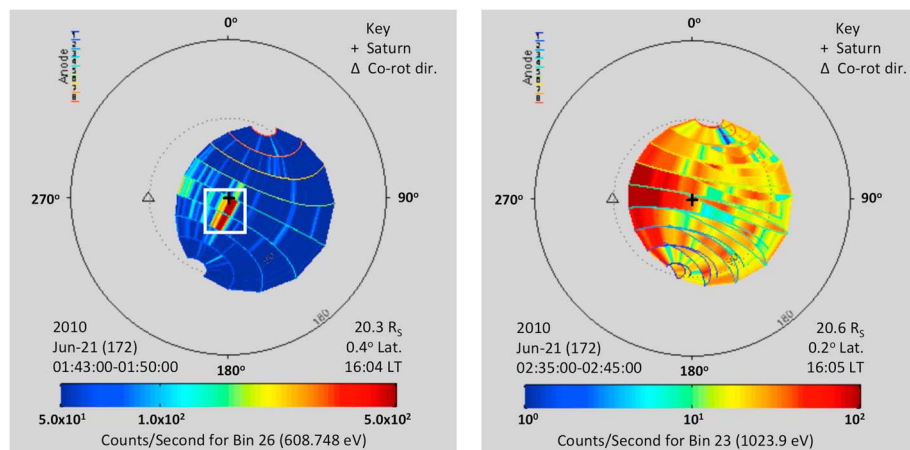 0°
Key
+ Saturn
Δ Co-rot dir.
Anode
270°
90°
180
2010
Jun-21 (172)
01:43:00-01:50:00
180°
20.3 R_S
0.4° Lat.
16:04 LT
5.0x10¹
1.0x10²
5.0x10²
Counts/Second for Bin 26 (608.748 eV)
0°
Key
+ Saturn
Δ Co-rot dir.
Anode
270°
90°
180
2010
Jun-21 (172)
02:35:00-02:45:00
180°
20.6 R_S
0.2° Lat.
16:05 LT
10⁰
10¹
10²
Counts/Second for Bin 23 (1023.9 eV)